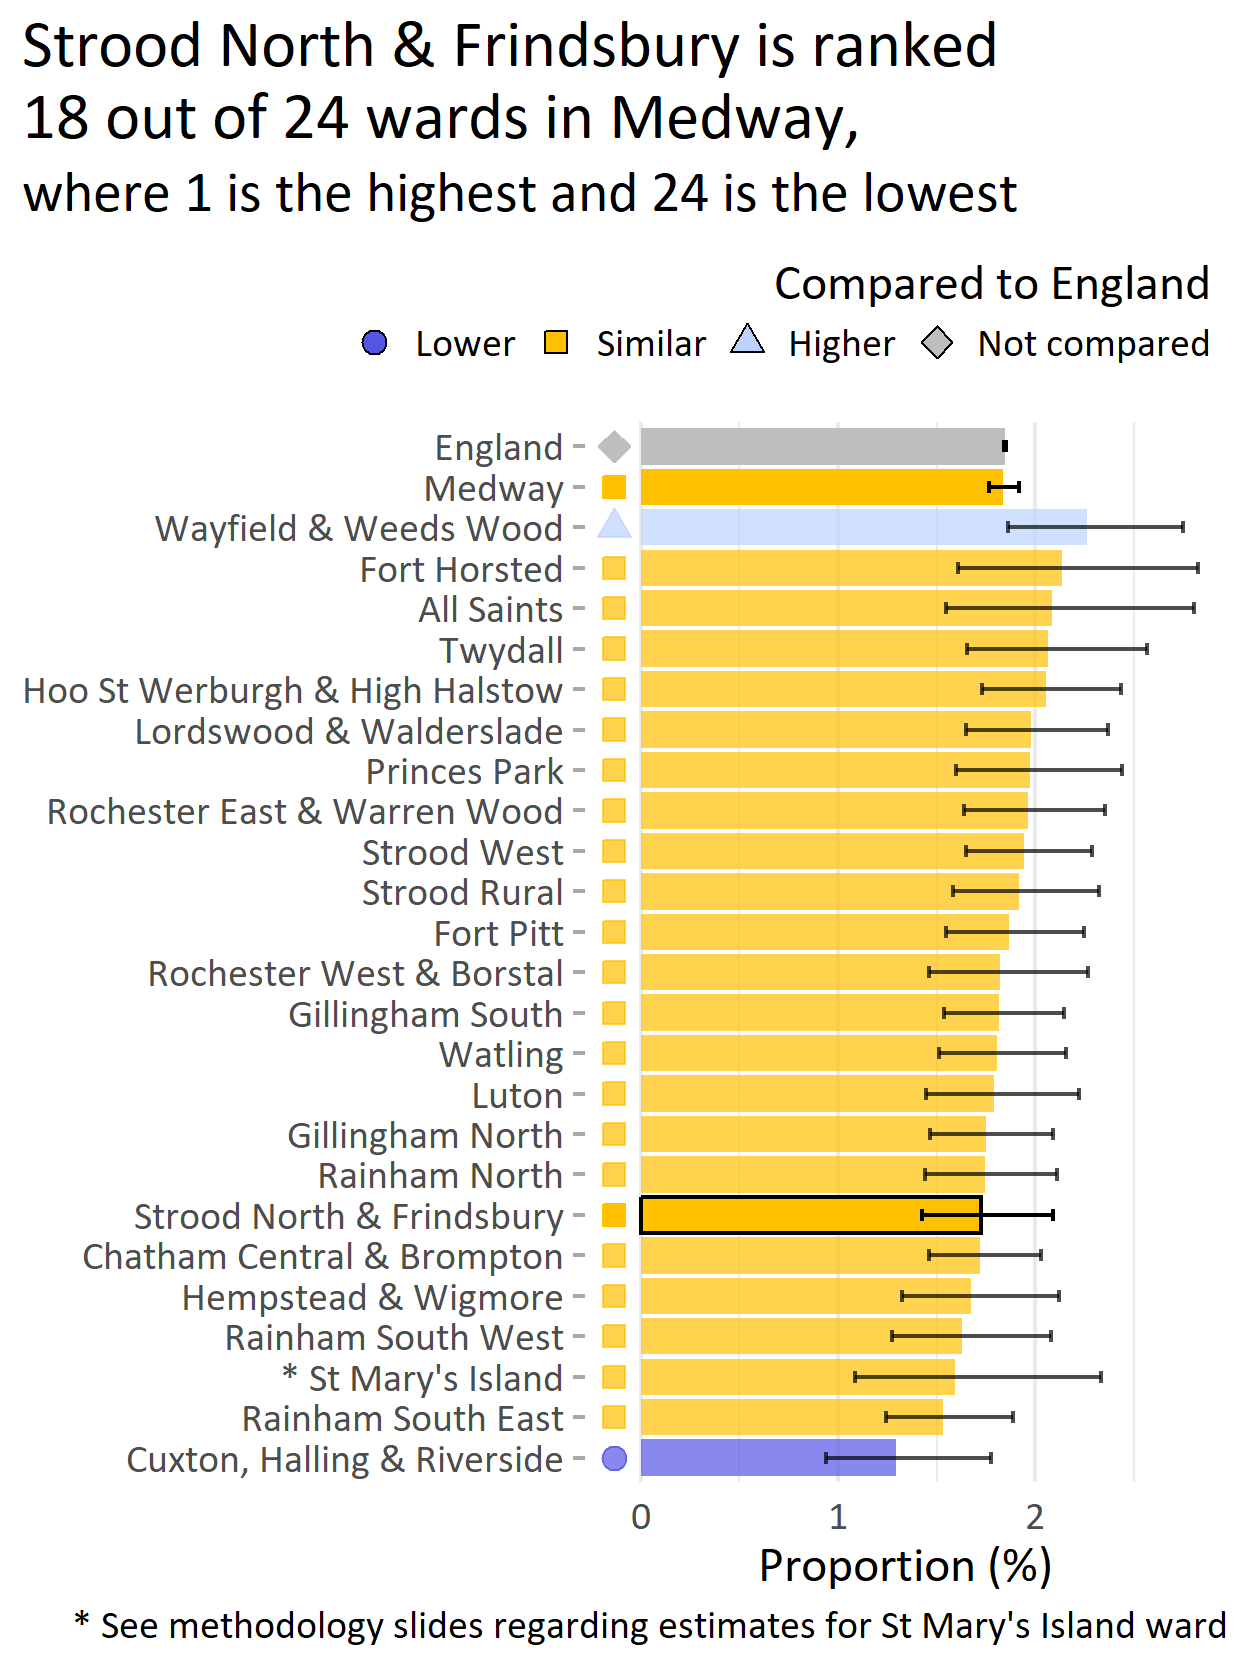 Strood North & Frindsbury is ranked
18 out of 24 wards in Medway,
where 1 is the highest and 24 is the lowest
Compared to England
Lower Similar Higher Not compared
England
Medway
Wayfield & Weeds Wood
Fort Horsted
All Saints
Twydall
Hoo St Werburgh & High Halstow
Lordswood & Walderslade
Princes Park
Rochester East & Warren Wood
Strood West
Strood Rural
Fort Pitt
Rochester West & Borstal
Gillingham South
Watling
Luton
Gillingham North
Rainham North
Strood North & Frindsbury
Chatham Central & Brompton
Hempstead & Wigmore
Rainham South West
* St Mary's Island
Rainham South East
Cuxton, Halling & Riverside
0 1 2
Proportion (%)
* See methodology slides regarding estimates for St Mary's Island ward